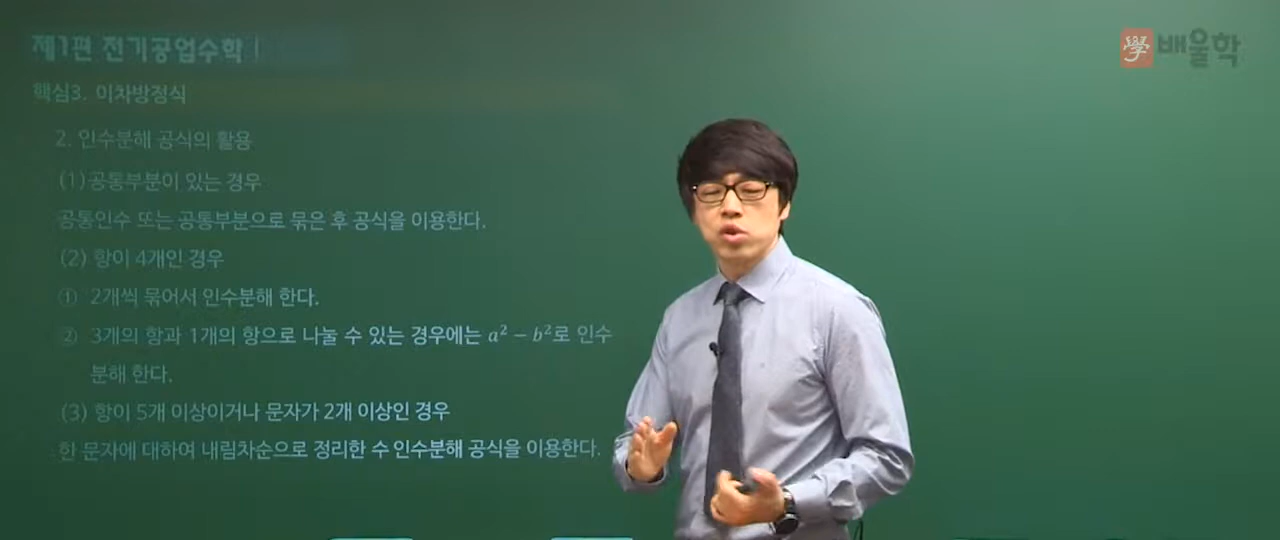 제1편 전기공업수학 I
學 배울학
핵심3. 이차방정식
2. 인수분해 공식의 활용
(1)공통부분이 있는 경우
공통인수 또는 공통부분으로 묶은 후 공식을 이용한다.
(2) 항이 4개인 경우
① 2개씩 묶어서 인수분해 한다.
② 3개의 항과 1개의 항으로 나눌 수 있는 경우에는 a² − b²로 인수
분해 한다.
(3) 항이 5개 이상이거나 문자가 2개 이상인 경우
한 문자에 대하여 내림차순으로 정리한 수 인수분해 공식을 이용한다.